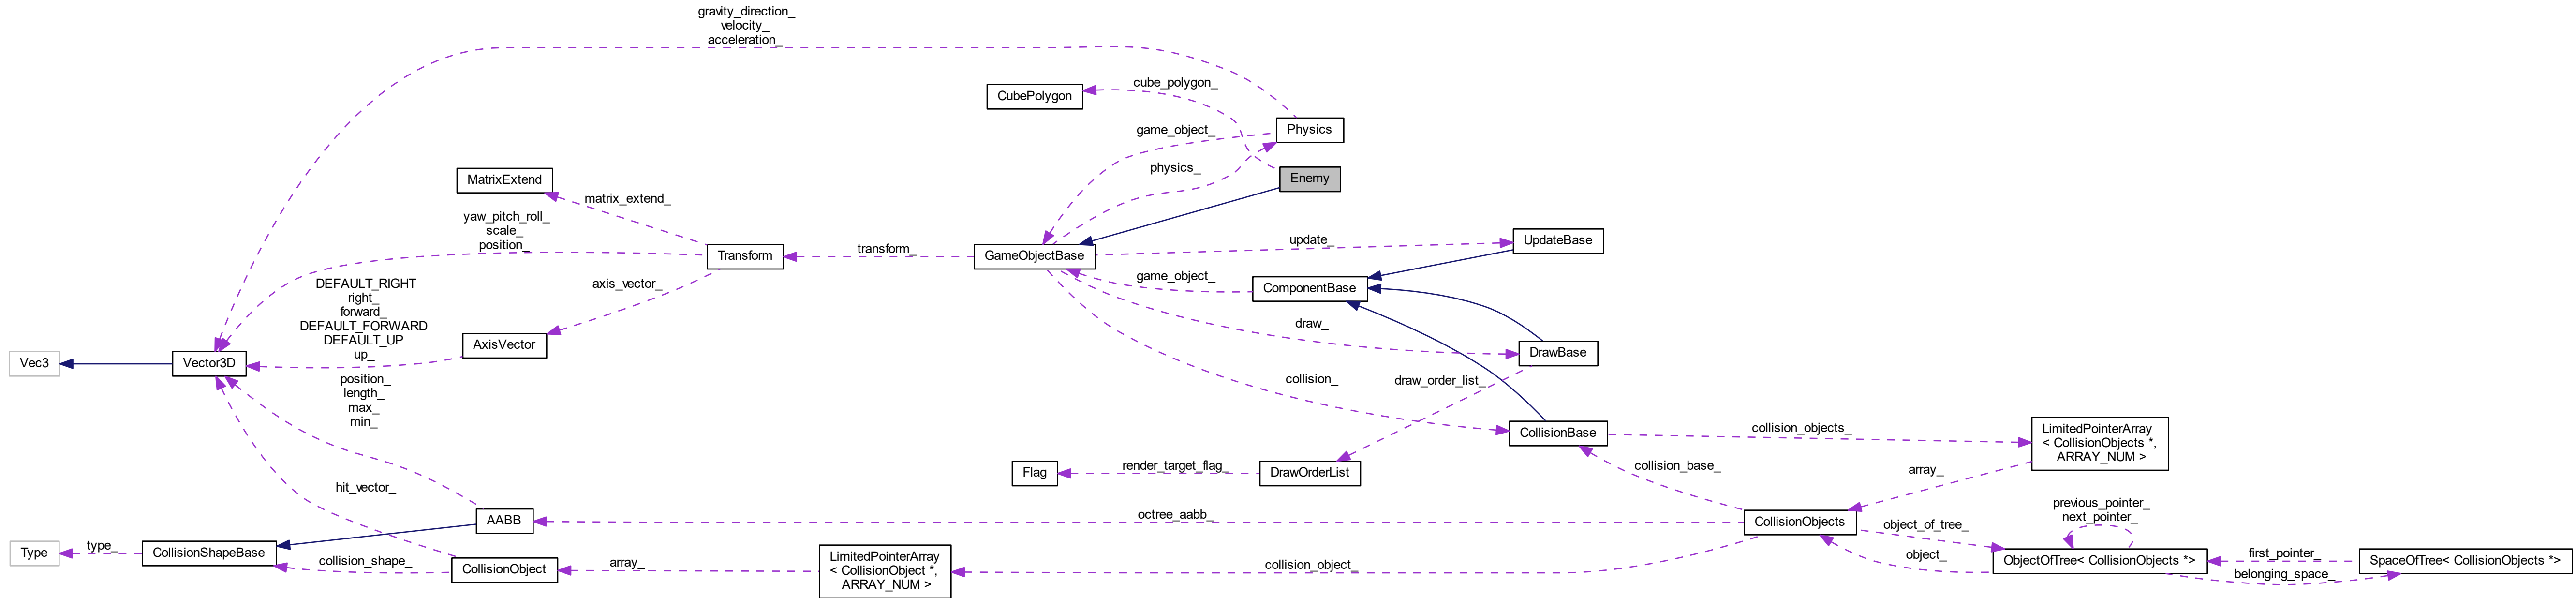 gravity_direction_
velocity_
acceleration_
cube_polygon_
CubePolygon
Physics
game_object_
physics_
Enemy
MatrixExtend
matrix_extend_
yaw_pitch_roll_
scale_
position_
Transform
transform_
GameObjectBase
update_
UpdateBase
game_object_
ComponentBase
axis_vector_
DEFAULT_RIGHT
right_
forward_
DEFAULT_FORWARD
DEFAULT_UP
up_
AxisVector
draw_
DrawBase
Vec3
Vector3D
position_
length_
max_
min_
collision_
draw_order_list_
CollisionBase
collision_objects_
LimitedPointerArray
< CollisionObjects *,
ARRAY_NUM >
Flag
render_target_flag_
DrawOrderList
collision_base_
array_
hit_vector_
AABB
octree_aabb_
CollisionObjects
object_of_tree_
previous_pointer_
next_pointer_
Type
type_
CollisionShapeBase
collision_shape_
CollisionObject
array_
LimitedPointerArray
< CollisionObject *,
ARRAY_NUM >
collision_object_
object_
ObjectOfTree< CollisionObjects *>
first_pointer_
belonging_space_
SpaceOfTree< CollisionObjects *>